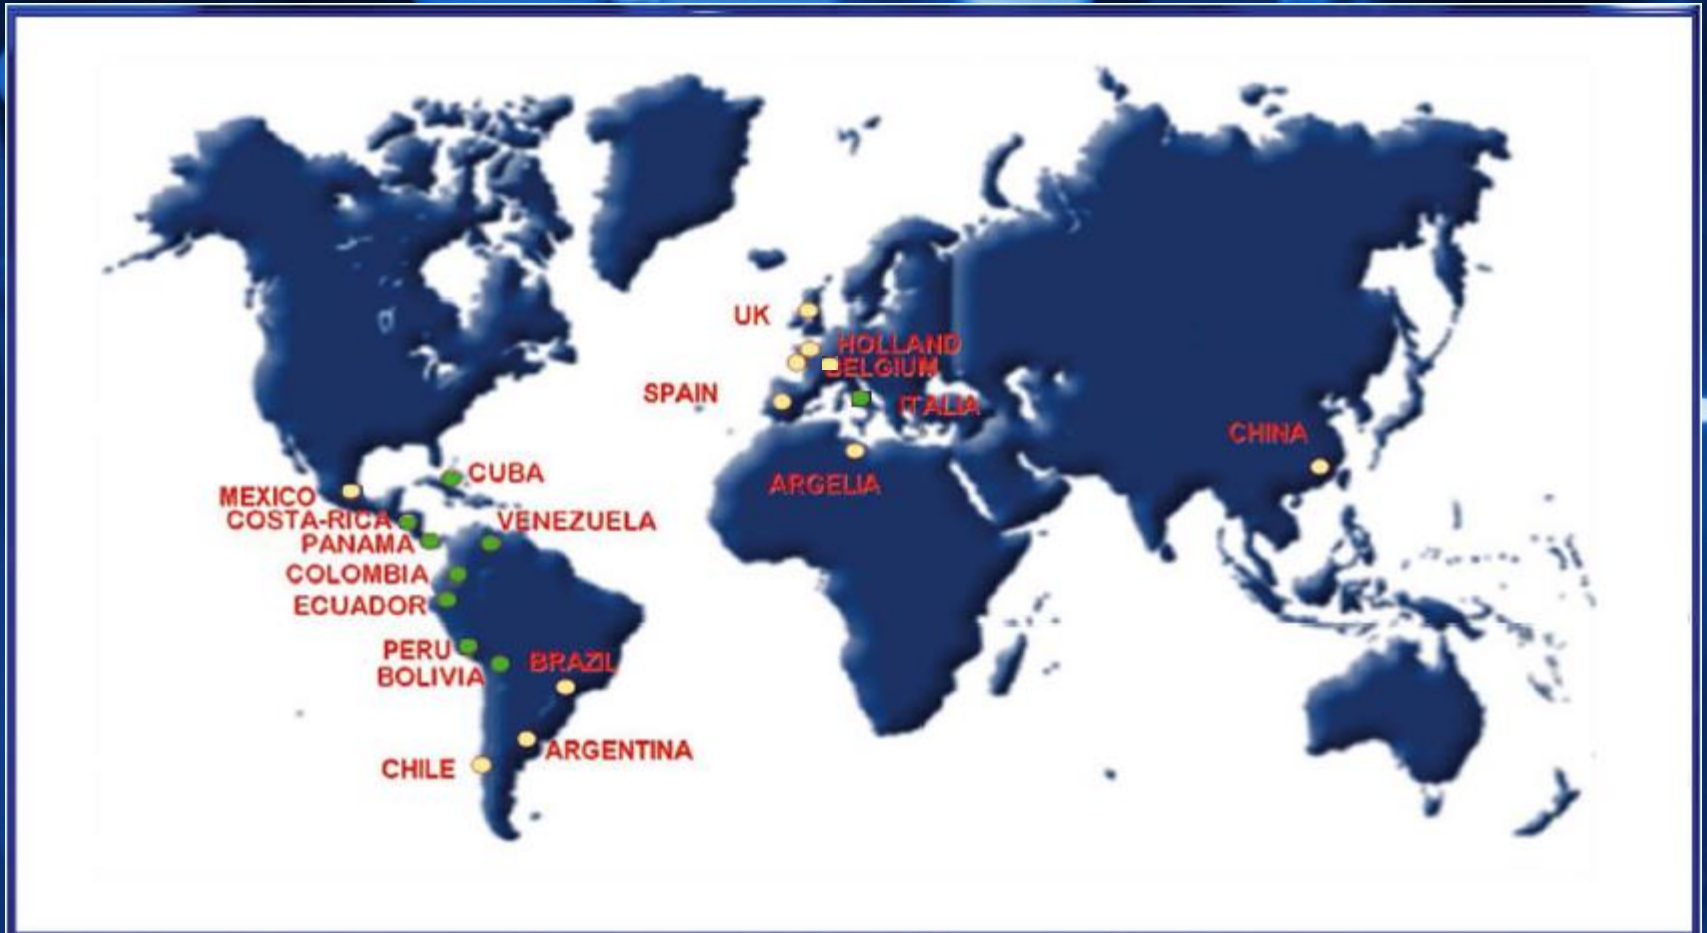 UK
HOLLAND
BELGIUM
SPAIN
ITALIA
CHINA
CUBA
ARGELIA
MEXICO
COSTA-RICA
VENEZUELA
PANAMA
COLOMBIA
ECUADOR
PERU
BRAZIL
BOLIVIA
ARGENTINA
CHILE